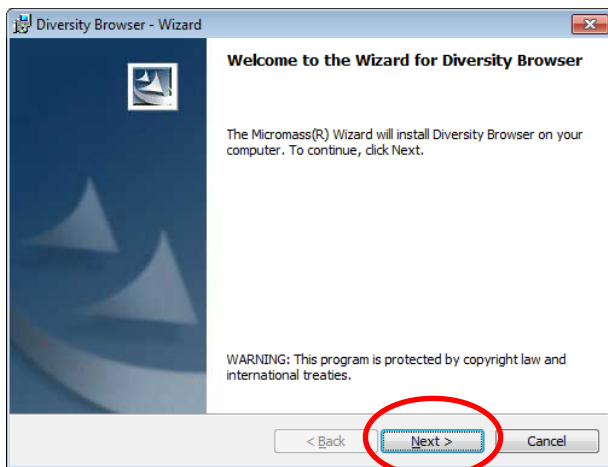 Diversity Browser - Wizard
Welcome to the Wizard for Diversity Browser
The Micromass(R) Wizard will install Diversity Browser on your
computer. To continue, click Next.
WARNING: This program is protected by copyright law and
international treaties.
< Back
Next >
Cancel